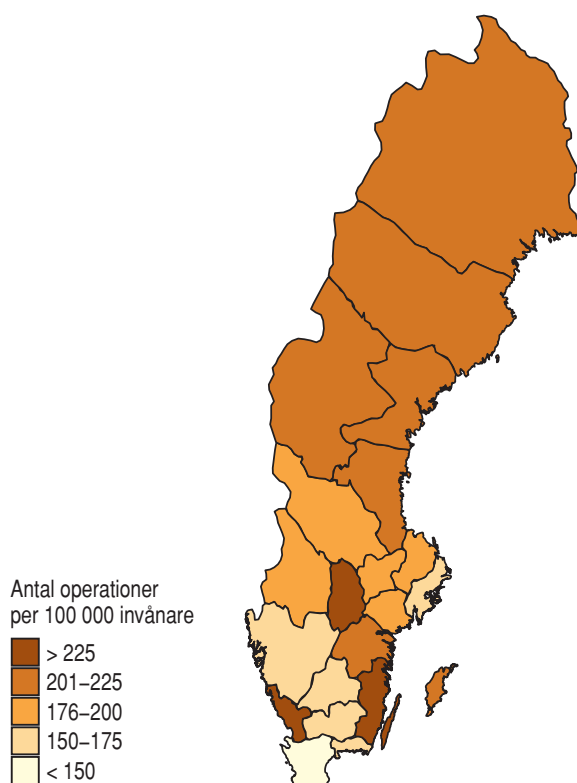 Antal operationer
per 100 000 invånare
> 225
201–225
176–200
150–175
< 150